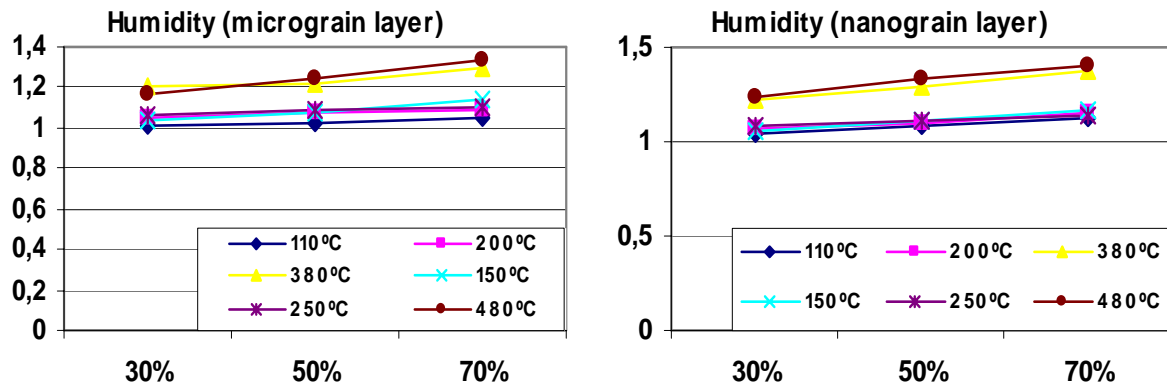 Humidity (micrograin layer)
1,4
1,2
1
0,8
0,6
0,4
0,2
0
110ºC
200ºC
380ºC
150ºC
250ºC
480ºC
30%
50%
70%
Humidity (nanograin layer)
1,5
1
0,5
0
110ºC
200ºC
380ºC
150ºC
250ºC
480ºC
30%
50%
70%